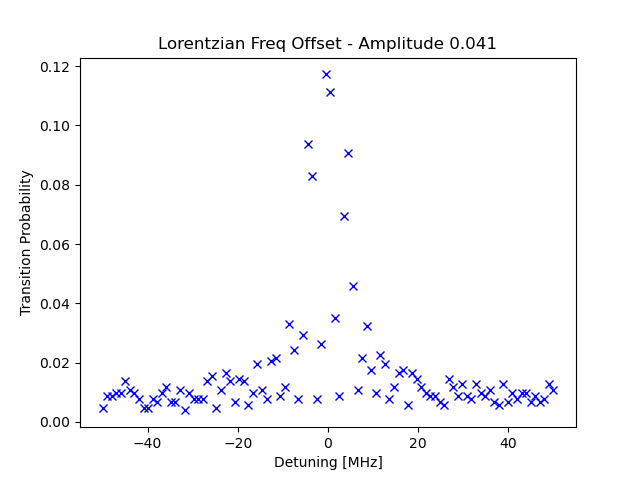 Lorentzian Freq Offset - Amplitude 0.041
0.12
0.10
0.08
0.06
0.04
0.02
0.00
Transition Probability
−40 −20 0 20 40
Detuning [MHz]